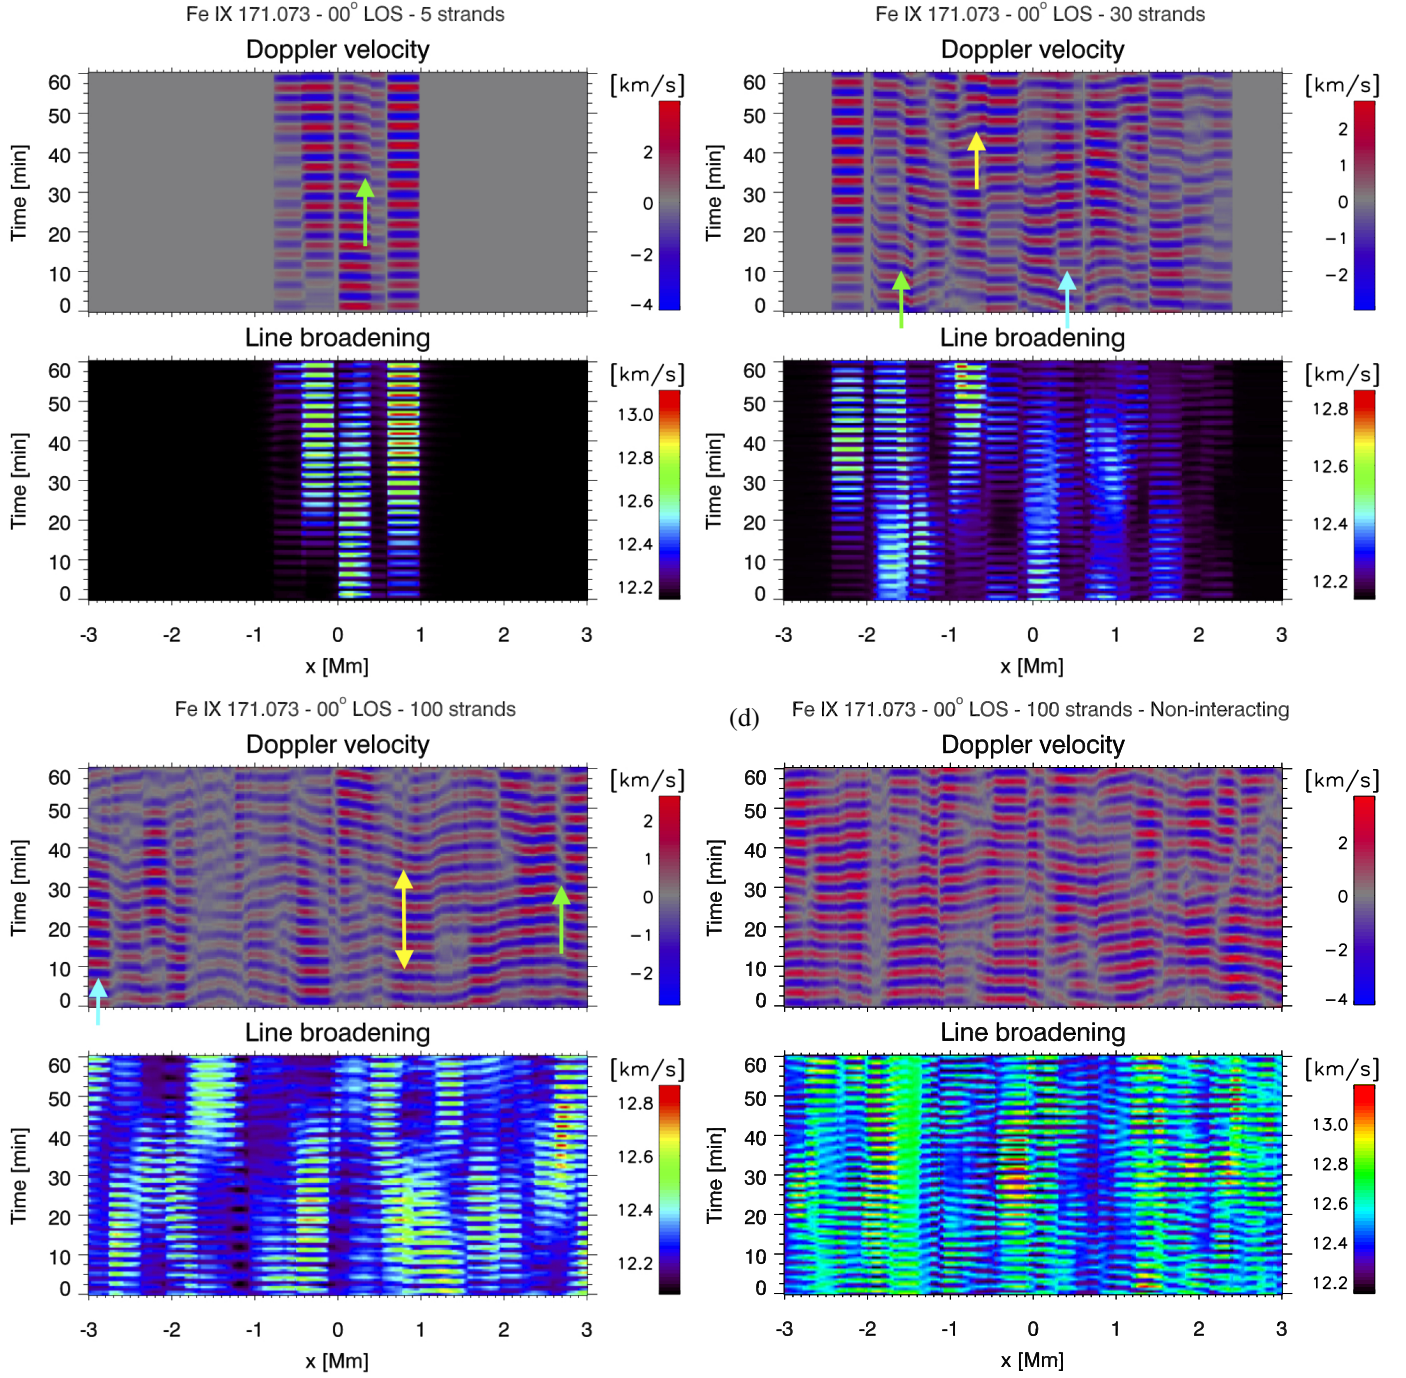 Fe IX 171.073 - 00° LOS - 5 strands
Doppler velocity
[km/s]
60
50
40
30
20
10
0
Time [min]
2
0
−2
−4
Line broadening
[km/s]
60
50
40
30
20
10
0
Time [min]
13.0
12.8
12.6
12.4
12.2
-3 -2 -1 0 1 2 3
x [Mm]
Fe IX 171.073 - 00° LOS - 30 strands
Doppler velocity
[km/s]
60
50
40
30
20
10
0
Time [min]
2
1
0
−1
−2
Line broadening
[km/s]
60
50
40
30
20
10
0
Time [min]
12.8
12.6
12.4
12.2
-3 -2 -1 0 1 2 3
x [Mm]
Fe IX 171.073 - 00° LOS - 100 strands
Doppler velocity
[km/s]
60
50
40
30
20
10
0
Time [min]
2
1
0
−1
−2
Line broadening
[km/s]
60
50
40
30
20
10
0
Time [min]
12.8
12.6
12.4
12.2
-3 -2 -1 0 1 2 3
x [Mm]
(d) Fe IX 171.073 - 00° LOS - 100 strands - Non-interacting
Doppler velocity
[km/s]
60
50
40
30
20
10
0
Time [min]
2
0
−2
−4
Line broadening
[km/s]
60
50
40
30
20
10
0
Time [min]
13.0
12.8
12.6
12.4
12.2
-3 -2 -1 0 1 2 3
x [Mm]